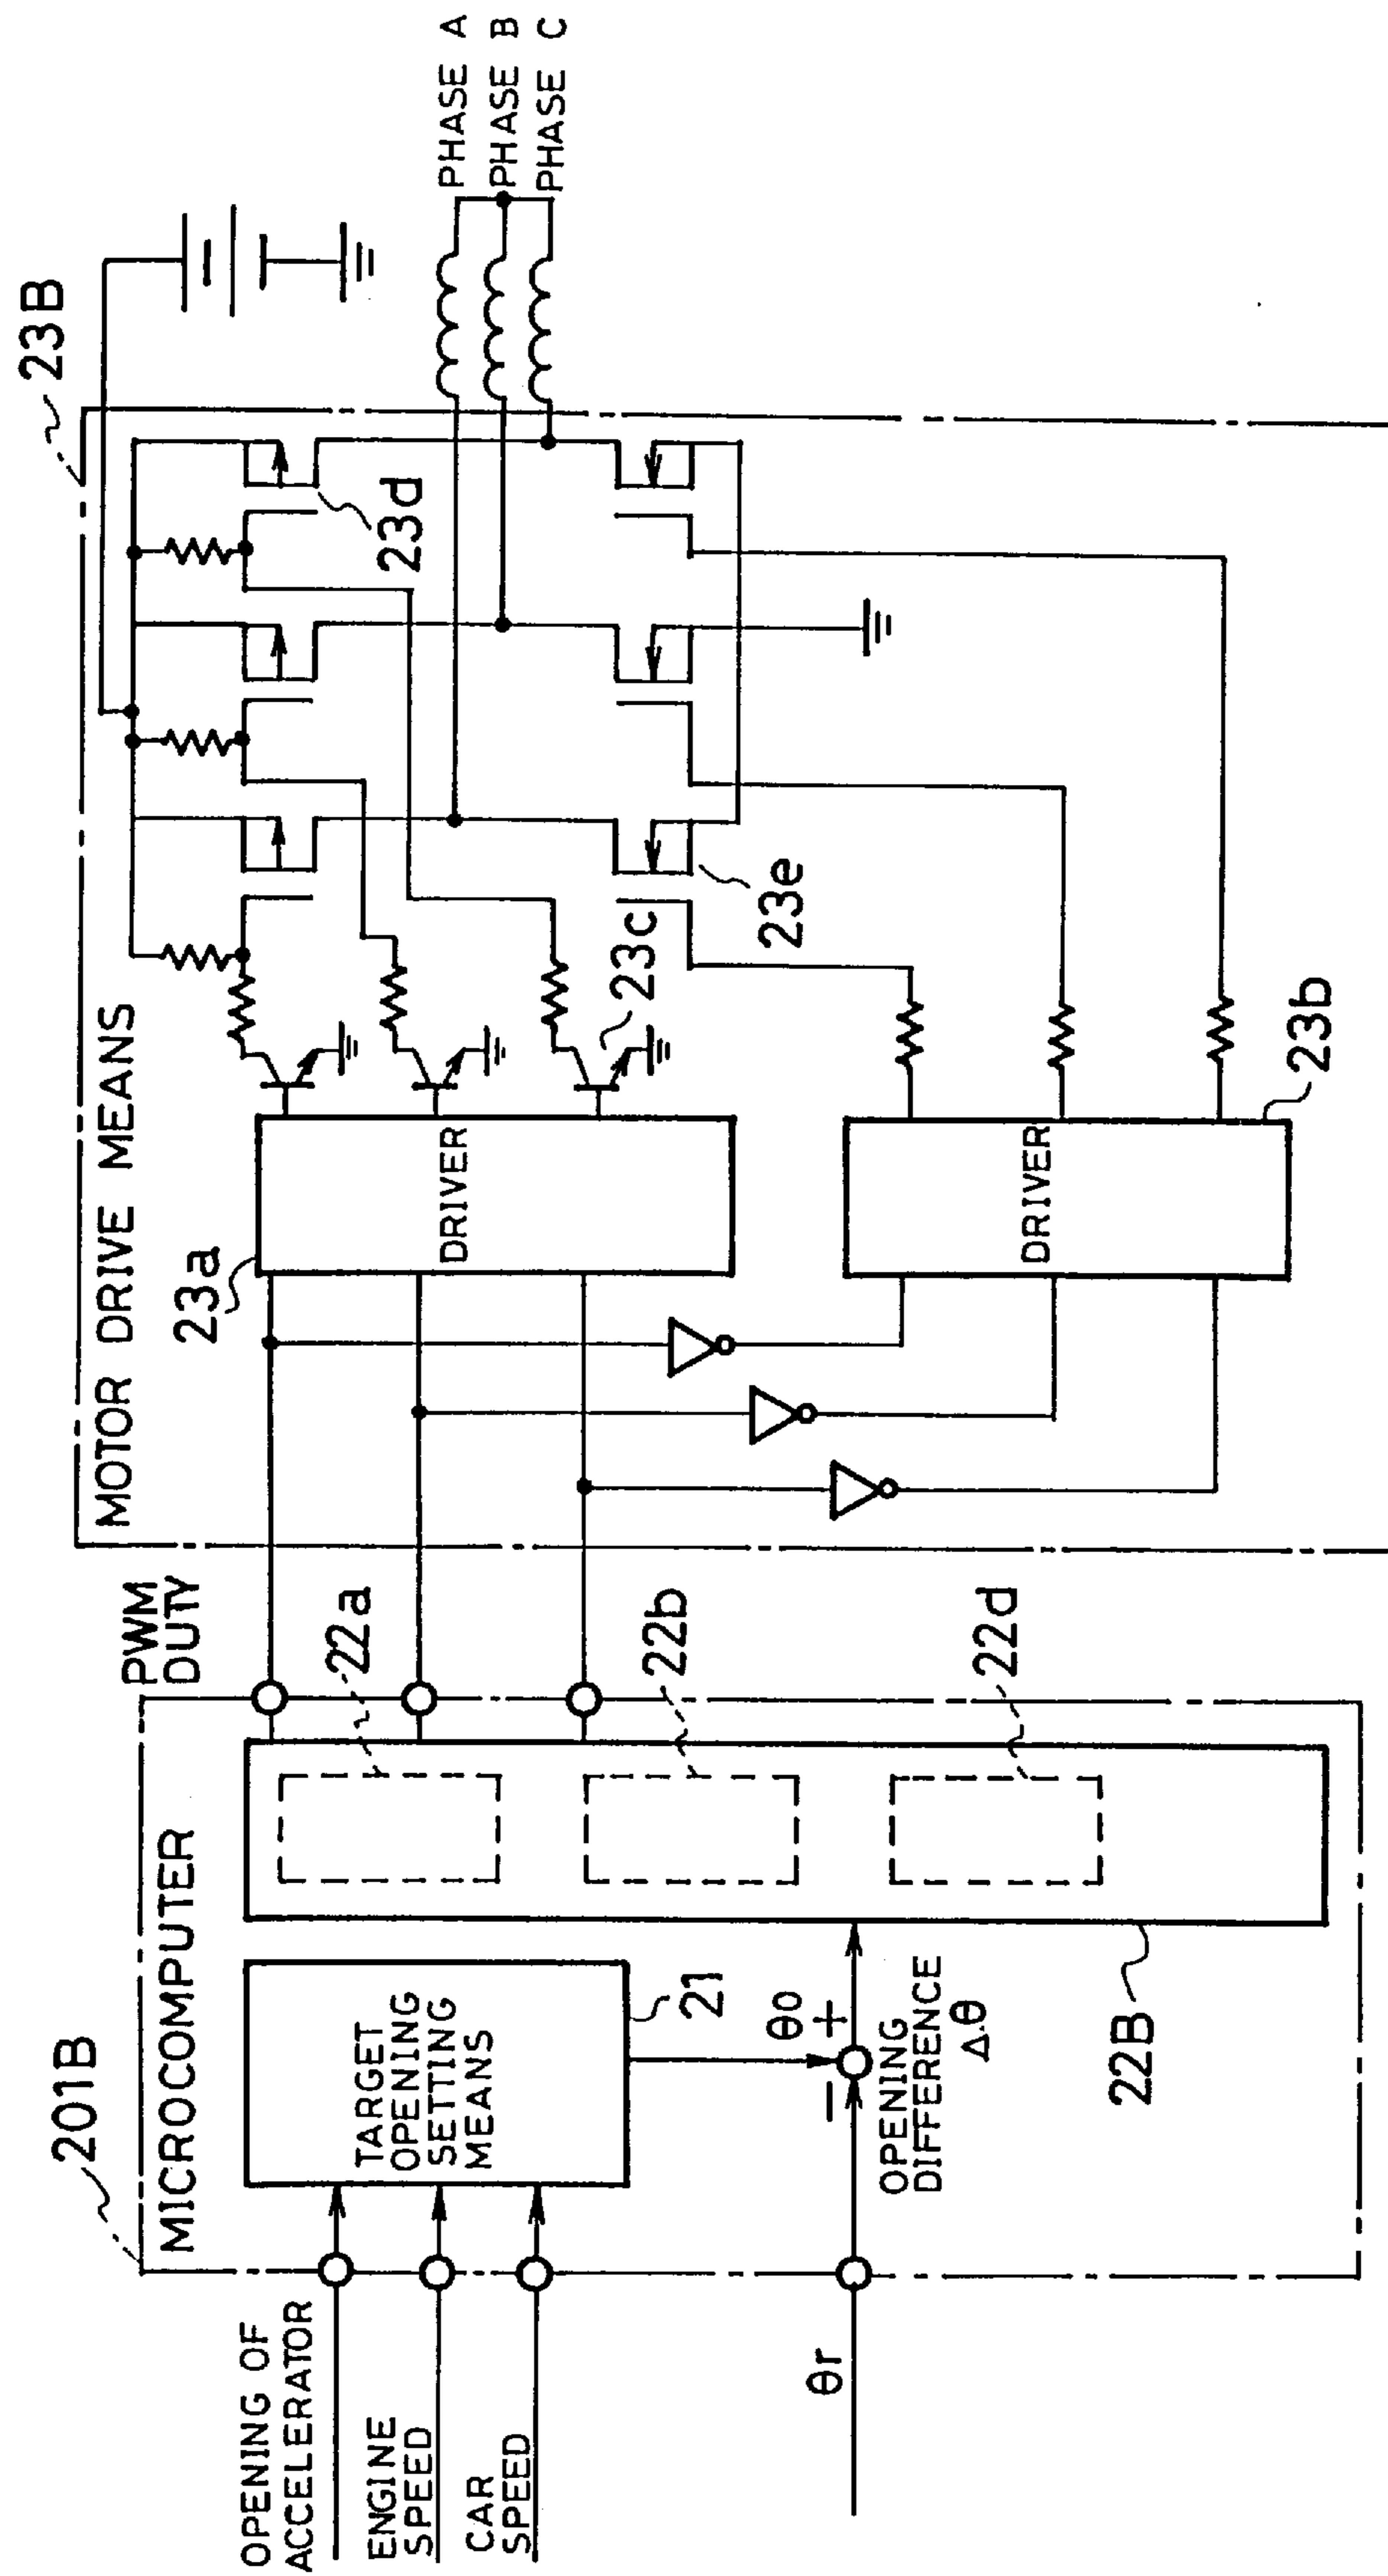 201B
MICROCOMPUTER
OPENING OF
ACCELERATOR
ENGINE
SPEED
CAR
SPEED
θr
TARGET
OPENING
SETTING
MEANS
21
θo
+
−
OPENING
DIFFERENCE
Δθ
22B
22a
22b
22d
PWM
DUTY
23B
MOTOR DRIVE MEANS
23a
DRIVER
23b
DRIVER
23c
23d
23e
PHASE A
PHASE B
PHASE C